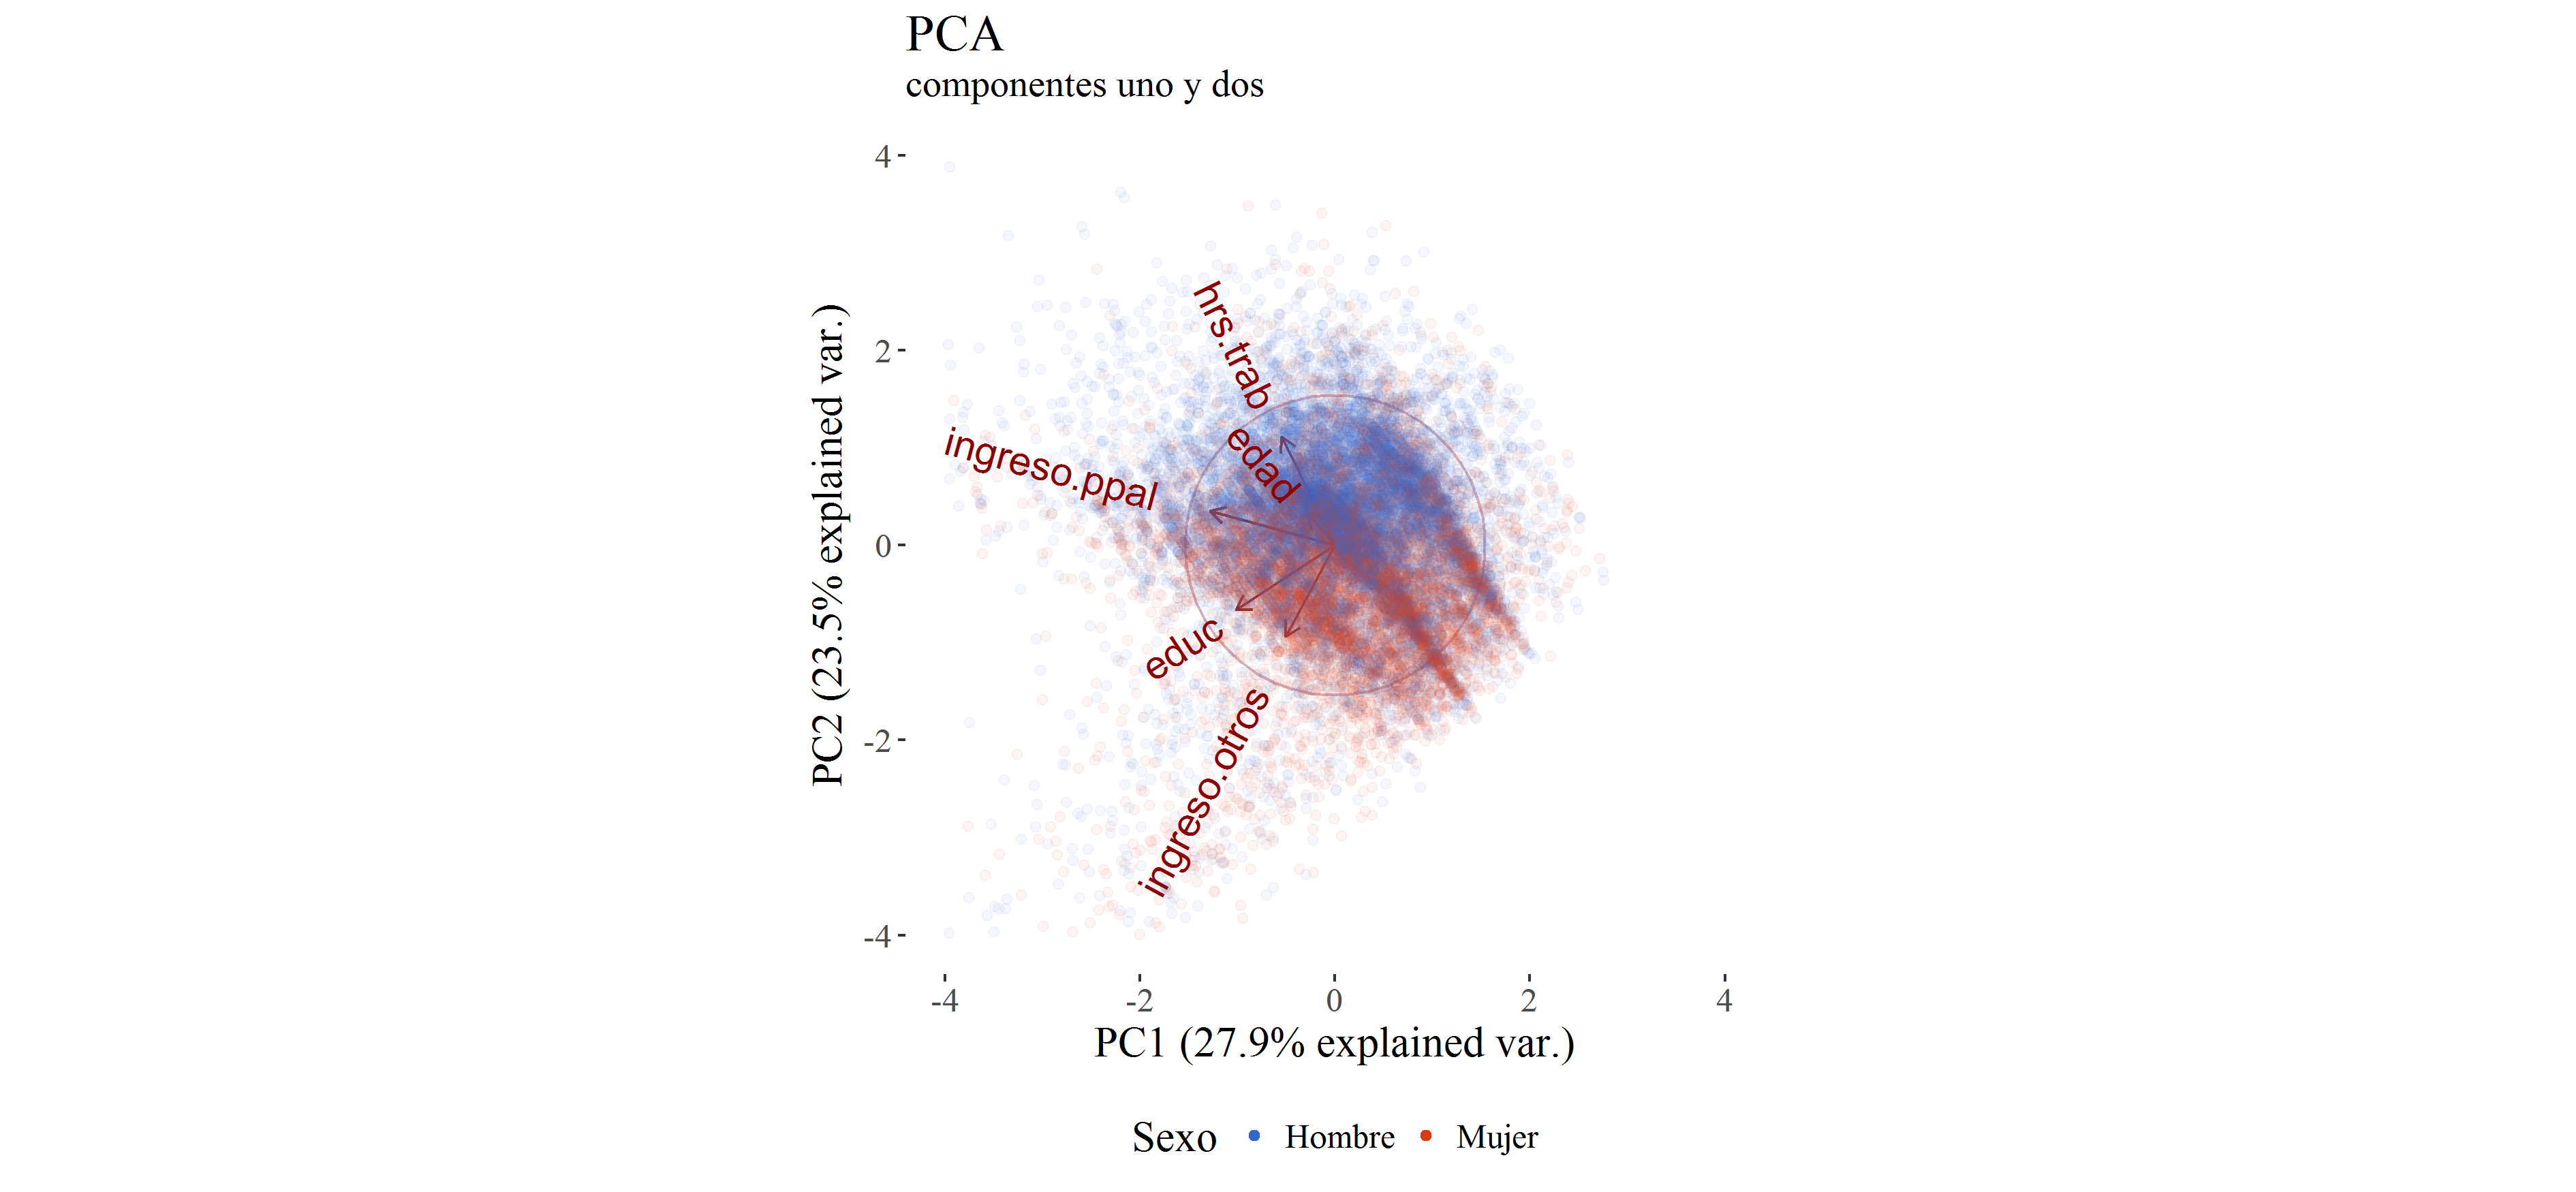 PCA
componentes uno y dos
PC2 (23.5% explained var.)
4
2
0
-2
-4
hrs.trab
edad
ingreso.ppal
educ
ingreso.otros
-4
-2
0
2
4
PC1 (27.9% explained var.)
Sexo Hombre Mujer